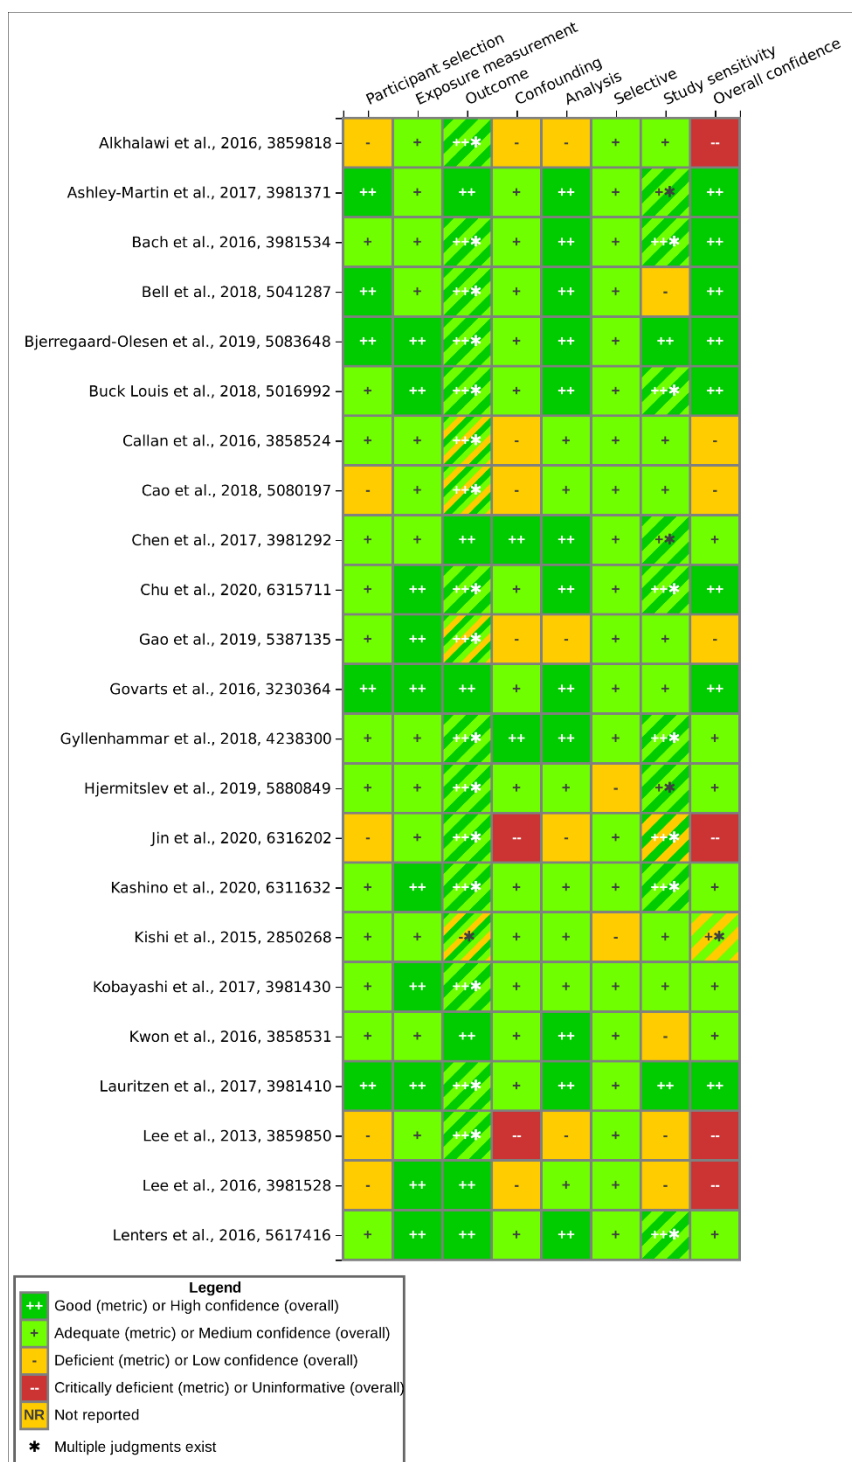 Participant selection
Exposure measurement
Outcome
Confounding
Analysis
Selective
Study sensitivity
Overall confidence
Alkhalawi et al., 2016, 3859818 - + ++✱ - - + + --
Ashley-Martin et al., 2017, 3981371 ++ + ++ + ++ + +✱ ++
Bach et al., 2016, 3981534 + + ++✱ + ++ + ++✱ ++
Bell et al., 2018, 5041287 ++ + ++✱ + ++ + - ++
Bjerregaard-Olesen et al., 2019, 5083648 ++ ++ ++✱ + ++ + ++ ++
Buck Louis et al., 2018, 5016992 + ++ ++✱ + ++ + ++✱ ++
Callan et al., 2016, 3858524 + + ++✱ - + + + -
Cao et al., 2018, 5080197 - + ++✱ - + + + -
Chen et al., 2017, 3981292 + + ++ ++ ++ + +✱ +
Chu et al., 2020, 6315711 + ++ ++✱ + ++ + ++✱ ++
Gao et al., 2019, 5387135 + ++ ++✱ - - + + -
Govarts et al., 2016, 3230364 ++ ++ ++ + ++ + + ++
Gyllenhammar et al., 2018, 4238300 + + ++✱ ++ ++ + ++✱ +
Hjermitslev et al., 2019, 5880849 + + ++✱ + + - +✱ +
Jin et al., 2020, 6316202 - + ++✱ -- - + ++✱ --
Kashino et al., 2020, 6311632 + ++ ++✱ + + + ++✱ +
Kishi et al., 2015, 2850268 + + -✱ + + - + +✱
Kobayashi et al., 2017, 3981430 + ++ ++✱ + + + + +
Kwon et al., 2016, 3858531 + + ++ + ++ + - +
Lauritzen et al., 2017, 3981410 ++ ++ ++✱ + ++ + ++ ++
Lee et al., 2013, 3859850 - + ++✱ -- - + - --
Lee et al., 2016, 3981528 - ++ ++ - + + - --
Lenters et al., 2016, 5617416 + ++ ++ + ++ + ++✱ +
Legend
++ Good (metric) or High confidence (overall)
+ Adequate (metric) or Medium confidence (overall)
- Deficient (metric) or Low confidence (overall)
-- Critically deficient (metric) or Uninformative (overall)
NR Not reported
✱ Multiple judgments exist